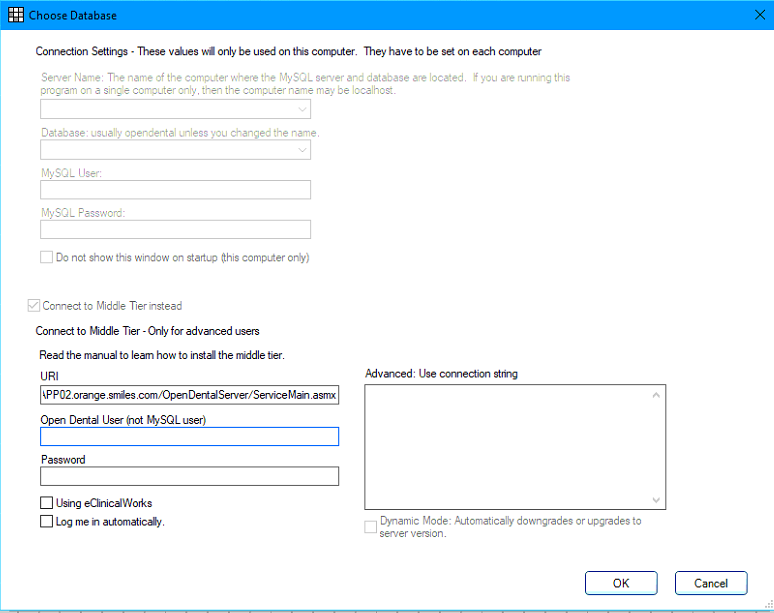 Choose Database
Connection Settings - These values will only be used on this computer.  They have to be set on each computer
Server Name: The name of the computer where the MySQL server and database are located.  If you are running this
program on a single computer only, then the computer name may be localhost.
Database: usually opendental unless you changed the name.
MySQL User:
MySQL Password:
Do not show this window on startup (this computer only)
Connect to Middle Tier instead
Connect to Middle Tier - Only for advanced users
Read the manual to learn how to install the middle tier.
URI
PP02.orange.smiles.com/OpenDentalServer/ServiceMain.asmx
Open Dental User (not MySQL user)
Password
Using eClinicalWorks
Log me in automatically.
Advanced: Use connection string
Dynamic Mode: Automatically downgrades or upgrades to
server version.
OK
Cancel